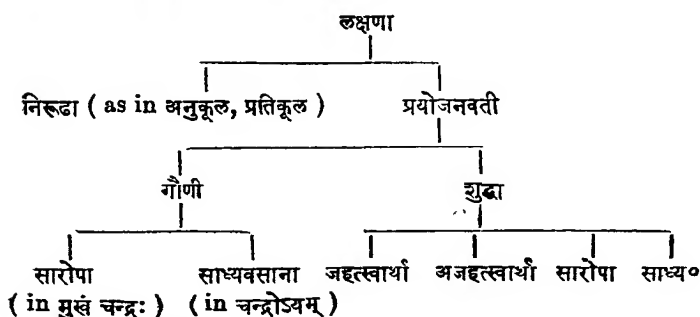 लक्षणा
निरूढा ( as in अनुकूल, प्रतिकूल ) प्रयोजनवती
गौणी शुद्धा
सारोपा साध्यवसाना जहत्स्वार्था अजहत्स्वार्था सारोपा साध्य०
( in मुखं चन्द्रः ) ( in चन्द्रोऽयम् )